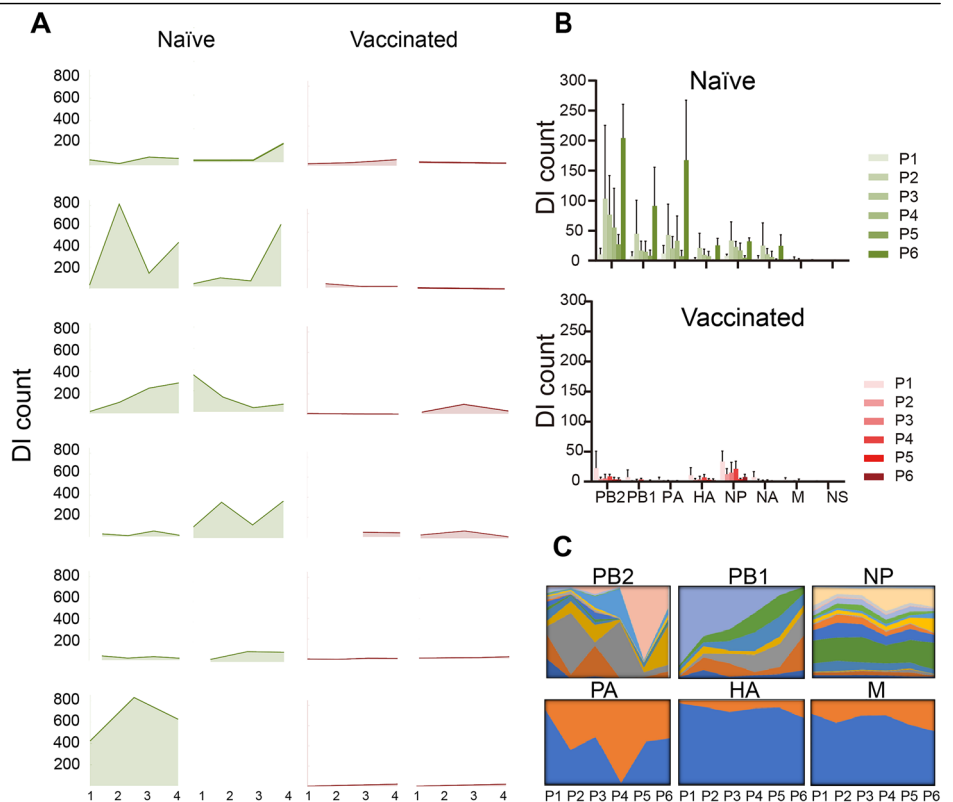 A
Naïve
Vaccinated
DI count
800
600
400
200
800
600
400
200
800
600
400
200
800
600
400
200
800
600
400
200
800
600
400
200
1 2 3 4 1 2 3 4 1 2 3 4 1 2 3 4
B
Naïve
DI count
300
250
200
150
100
50
0
P1
P2
P3
P4
P5
P6
Vaccinated
DI count
300
250
200
150
100
50
0
PB2 PB1 PA HA NP NA M NS
P1
P2
P3
P4
P5
P6
C
PB2 PB1 NP
PA HA M
P1 P2 P3 P4 P5 P6 P1 P2 P3 P4 P5 P6 P1 P2 P3 P4 P5 P6